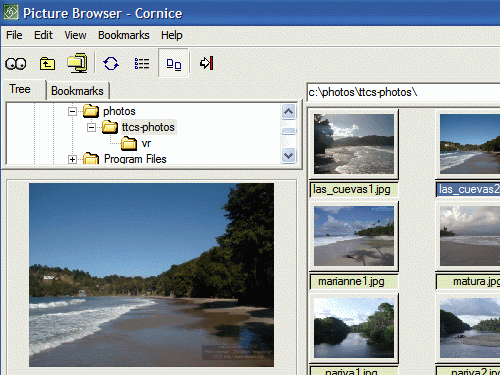 Picture Browser - Cornice
File Edit View Bookmarks Help
Tree Bookmarks
c:\photos\ttcs-photos\
photos
ttcs-photos
vr
Program Files
las_cuevas1.jpg las_cuevas2
marianne1.jpg matura.jpg
nariva1.jpg nariva2.jpg